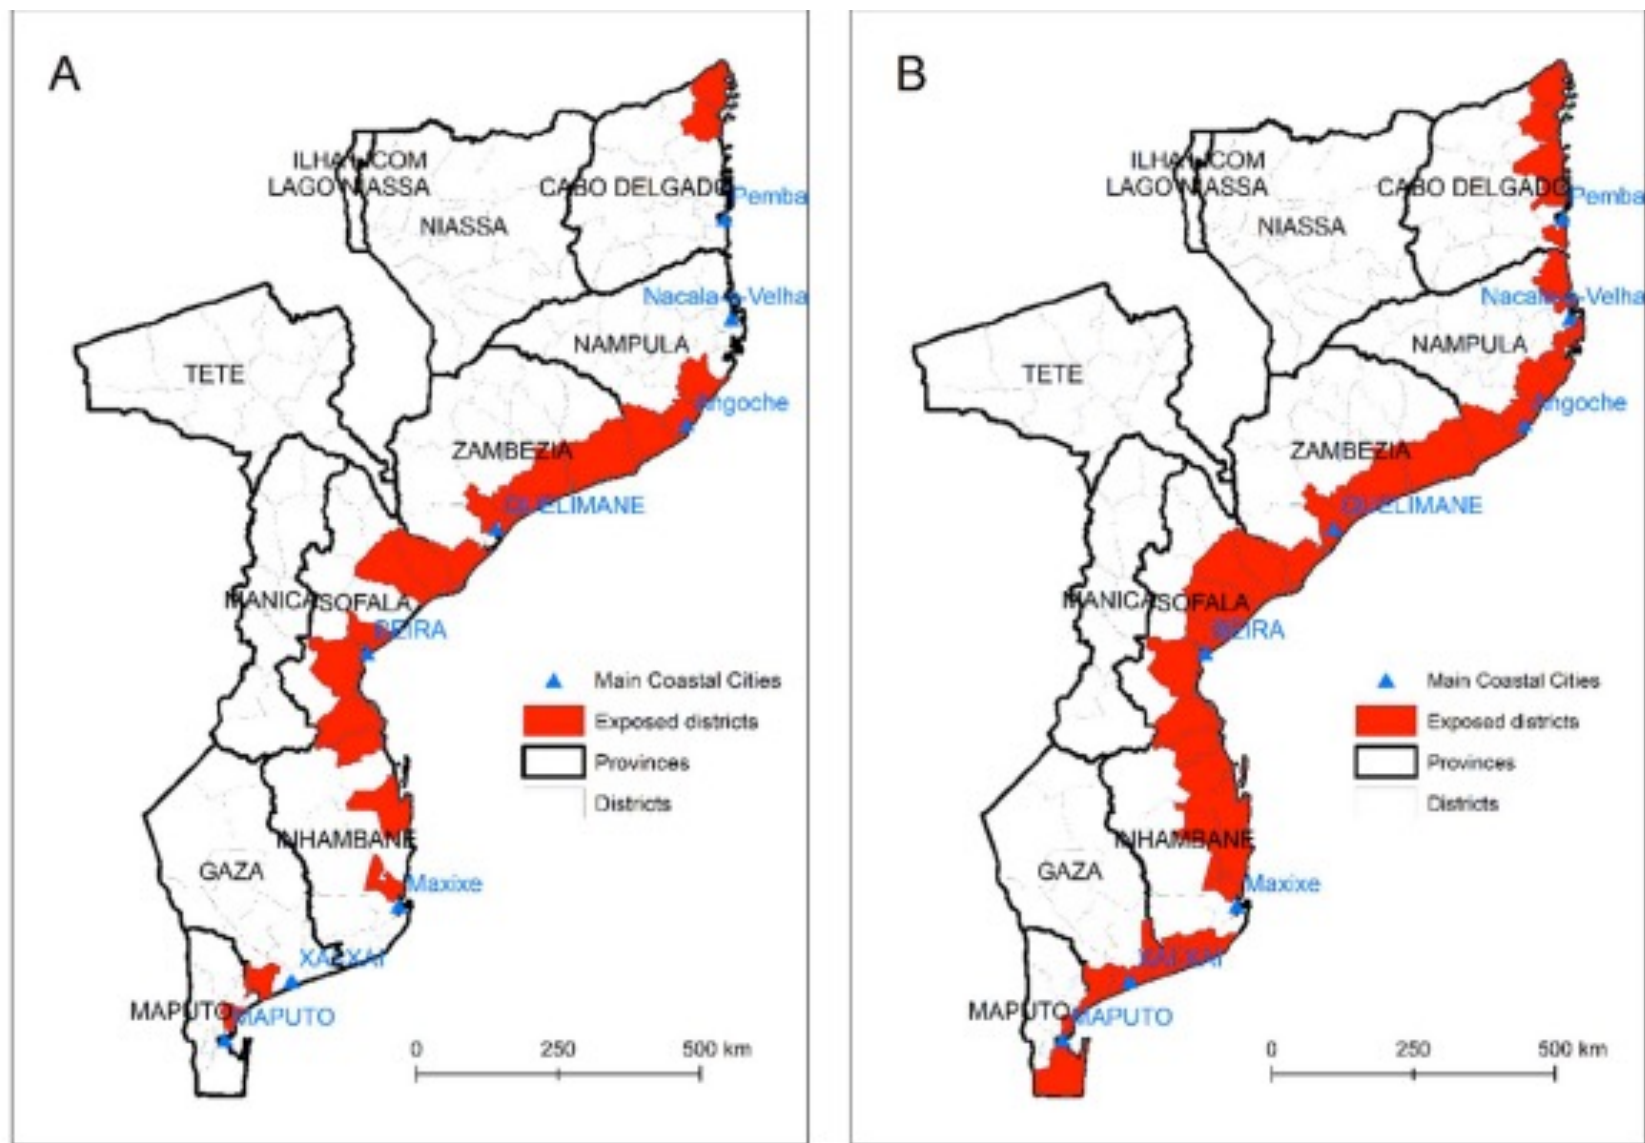 A
ILHA LICOM
LAGO NIASSA
CABO DELGADO
Pemba
NIASSA
Nacala-a-Velha
NAMPULA
TETE
Angoche
ZAMBEZIA
QUELIMANE
MANICA
SOFALA
BEIRA
Main Coastal Cities
Exposed districts
Provinces
Districts
INHAMBANE
GAZA
Maxixe
XAI-XAI
MAPUTO
MAPUTO
0 250 500 km
B
ILHA LICOM
LAGO NIASSA
CABO DELGADO
Pemba
NIASSA
Nacala-a-Velha
NAMPULA
TETE
Angoche
ZAMBEZIA
QUELIMANE
MANICA
SOFALA
BEIRA
Main Coastal Cities
Exposed districts
Provinces
Districts
INHAMBANE
GAZA
Maxixe
XAI-XAI
MAPUTO
MAPUTO
0 250 500 km